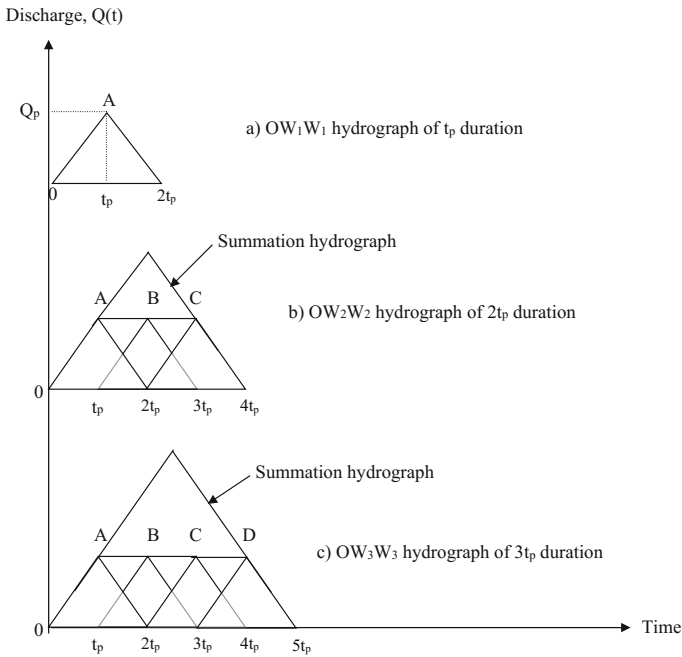 Discharge, Q(t)
A
Qₚ
a) OW₁W₁ hydrograph of tₚ duration
0
tₚ
2tₚ
Summation hydrograph
A B C
b) OW₂W₂ hydrograph of 2tₚ duration
0
tₚ 2tₚ 3tₚ 4tₚ
Summation hydrograph
A B C D
c) OW₃W₃ hydrograph of 3tₚ duration
0
Time
tₚ 2tₚ 3tₚ 4tₚ 5tₚ